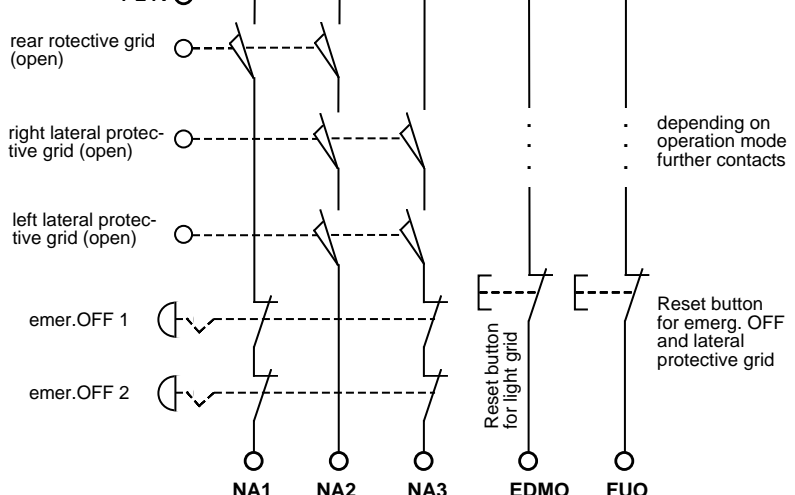 rear rotective grid
(open)
right lateral protec-
tive grid (open)
left lateral protec-
tive grid (open)
emer.OFF 1
emer.OFF 2
depending on
operation mode
further contacts
Reset button
for light grid
Reset button
for emerg. OFF
and lateral
protective grid
NA1 NA2 NA3 EDMO FUO